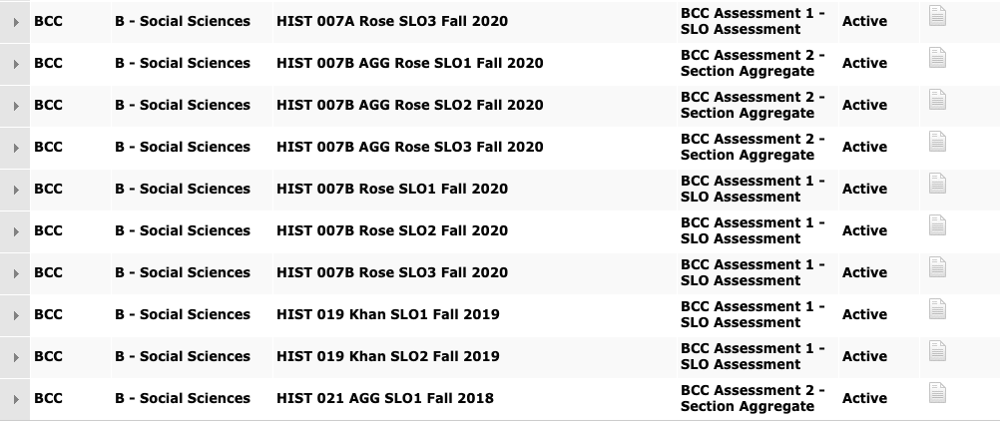 BCC B - Social Sciences HIST 007A Rose SLO3 Fall 2020 BCC Assessment 1 - SLO Assessment Active
BCC B - Social Sciences HIST 007B AGG Rose SLO1 Fall 2020 BCC Assessment 2 - Section Aggregate Active
BCC B - Social Sciences HIST 007B AGG Rose SLO2 Fall 2020 BCC Assessment 2 - Section Aggregate Active
BCC B - Social Sciences HIST 007B AGG Rose SLO3 Fall 2020 BCC Assessment 2 - Section Aggregate Active
BCC B - Social Sciences HIST 007B Rose SLO1 Fall 2020 BCC Assessment 1 - SLO Assessment Active
BCC B - Social Sciences HIST 007B Rose SLO2 Fall 2020 BCC Assessment 1 - SLO Assessment Active
BCC B - Social Sciences HIST 007B Rose SLO3 Fall 2020 BCC Assessment 1 - SLO Assessment Active
BCC B - Social Sciences HIST 019 Khan SLO1 Fall 2019 BCC Assessment 1 - SLO Assessment Active
BCC B - Social Sciences HIST 019 Khan SLO2 Fall 2019 BCC Assessment 1 - SLO Assessment Active
BCC B - Social Sciences HIST 021 AGG SLO1 Fall 2018 BCC Assessment 2 - Section Aggregate Active